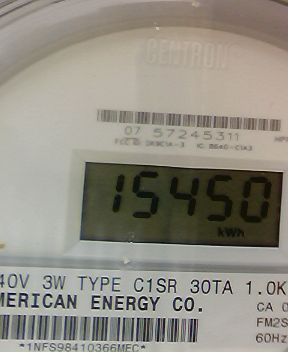 CENTRON
07 57245311
15450
kWh
40V 3W TYPE C1SR 30TA 1.0K
MERICAN ENERGY CO.
CA 0
FM2S
60Hz
*1NFS98410366MEC*